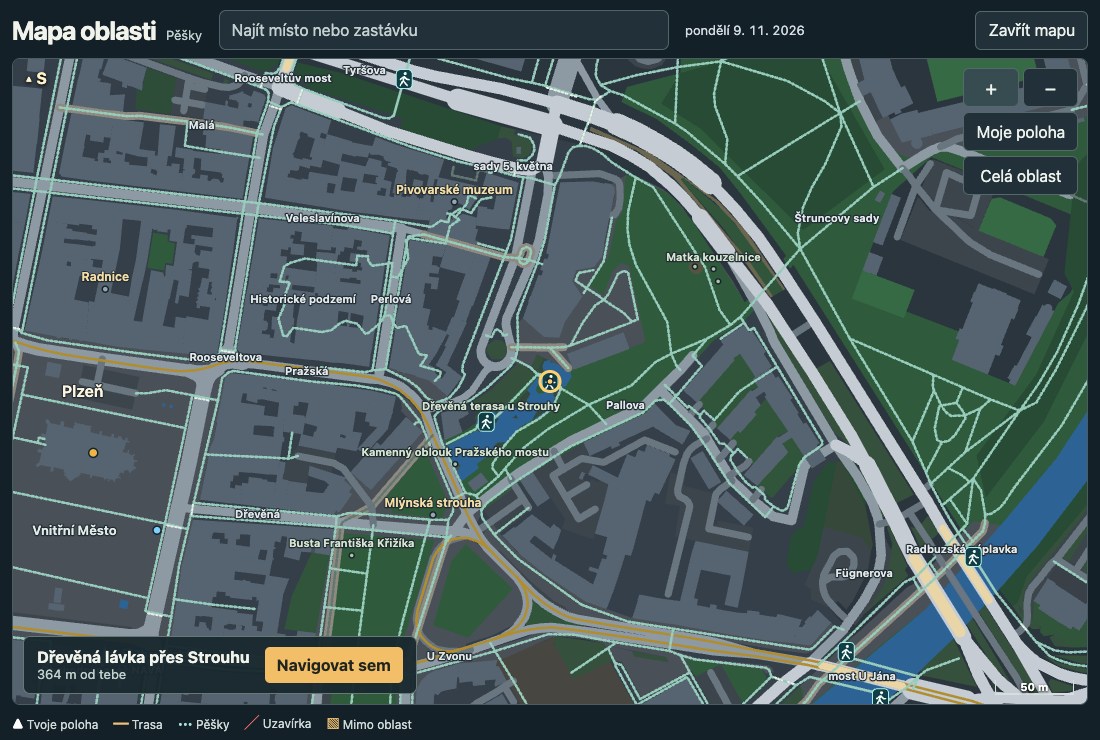 Mapa oblasti
Pěšky
Najít místo nebo zastávku
pondělí 9. 11. 2026
Zavřít mapu
S
+
−
Moje poloha
Celá oblast
Tyršova
Rooseveltův most
Malá
sady 5. května
Pivovarské muzeum
Veleslavínova
Štruncovy sady
Matka kouzelnice
Radnice
Historické podzemí
Perlová
Rooseveltova
Pražská
Plzeň
Dřevěná terasa u Strouhy
Pallova
Kamenný oblouk Pražského mostu
Mlýnská strouha
Dřevěná
Vnitřní Město
Busta Františka Křižíka
Radbuzská náplavka
Fügnerova
U Zvonu
most U Jána
Dřevěná lávka přes Strouhu
364 m od tebe
Navigovat sem
50 m
Tvoje poloha
Trasa
Pěšky
Uzavírka
Mimo oblast